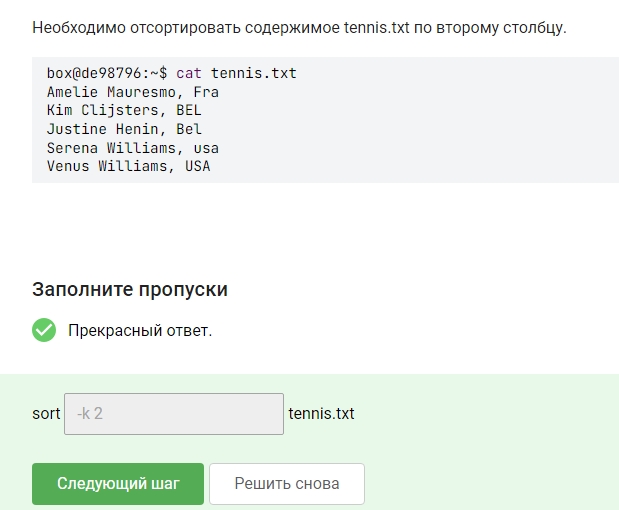 Необходимо отсортировать содержимое tennis.txt по второму столбцу.
box@de98796:~$ cat tennis.txt
Amelie Mauresmo, Fra
Kim Clijsters, BEL
Justine Henin, Bel
Serena Williams, usa
Venus Williams, USA
Заполните пропуски
Прекрасный ответ.
sort -k 2 tennis.txt
Следующий шаг Решить снова